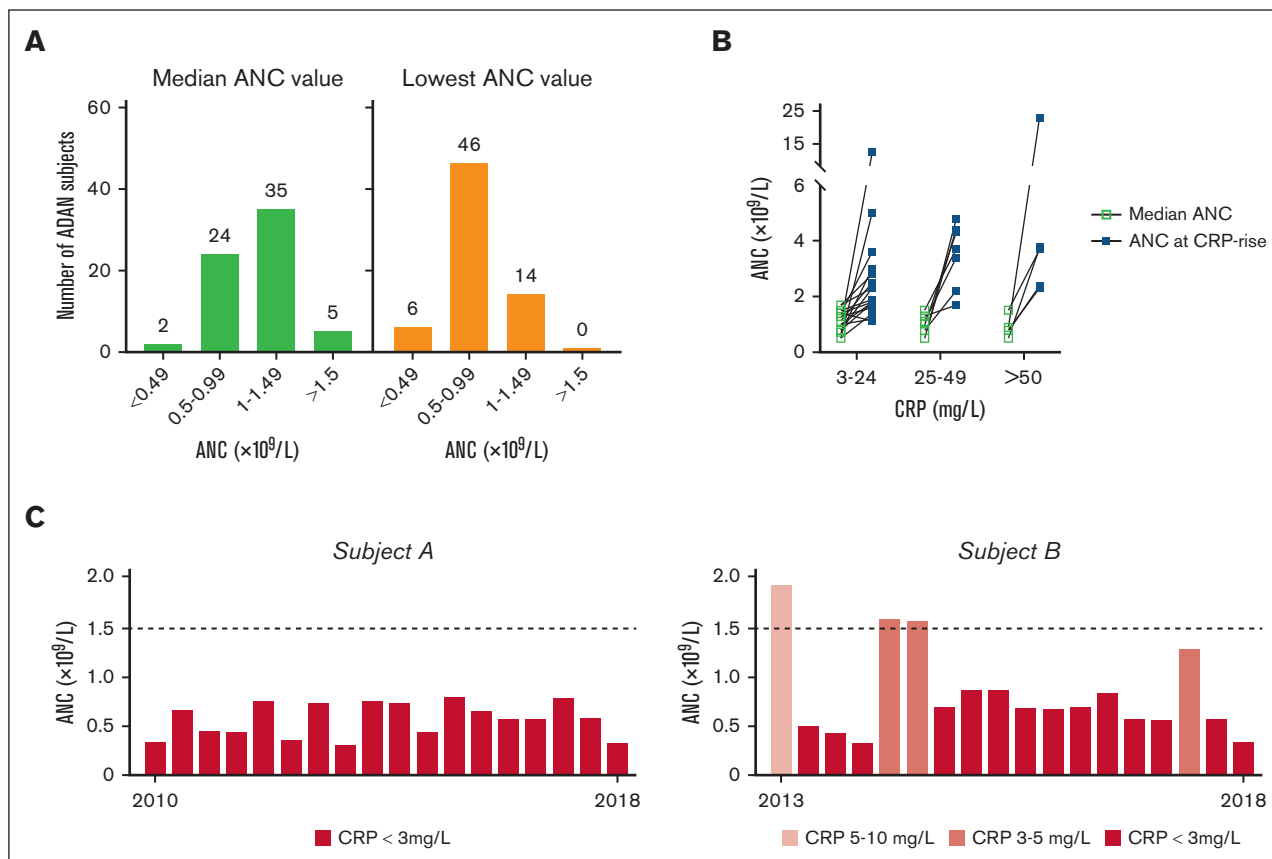 A
Median ANC value
Lowest ANC value
Number of ADAN subjects
60
40
20
0
2
24
35
5
6
46
14
0
<0.49
0.5-0.99
1-1.49
>1.5
<0.49
0.5-0.99
1-1.49
>1.5
ANC (×10⁹/L)
ANC (×10⁹/L)
B
ANC (×10⁹/L)
25
15
6
4
2
0
3-24
25-49
>50
CRP (mg/L)
Median ANC
ANC at CRP-rise
C
Subject A
ANC (×10⁹/L)
2.0
1.5
1.0
0.5
0
2010
2018
CRP < 3mg/L
Subject B
ANC (×10⁹/L)
2.0
1.5
1.0
0.5
0
2013
2018
CRP 5-10 mg/L
CRP 3-5 mg/L
CRP < 3mg/L